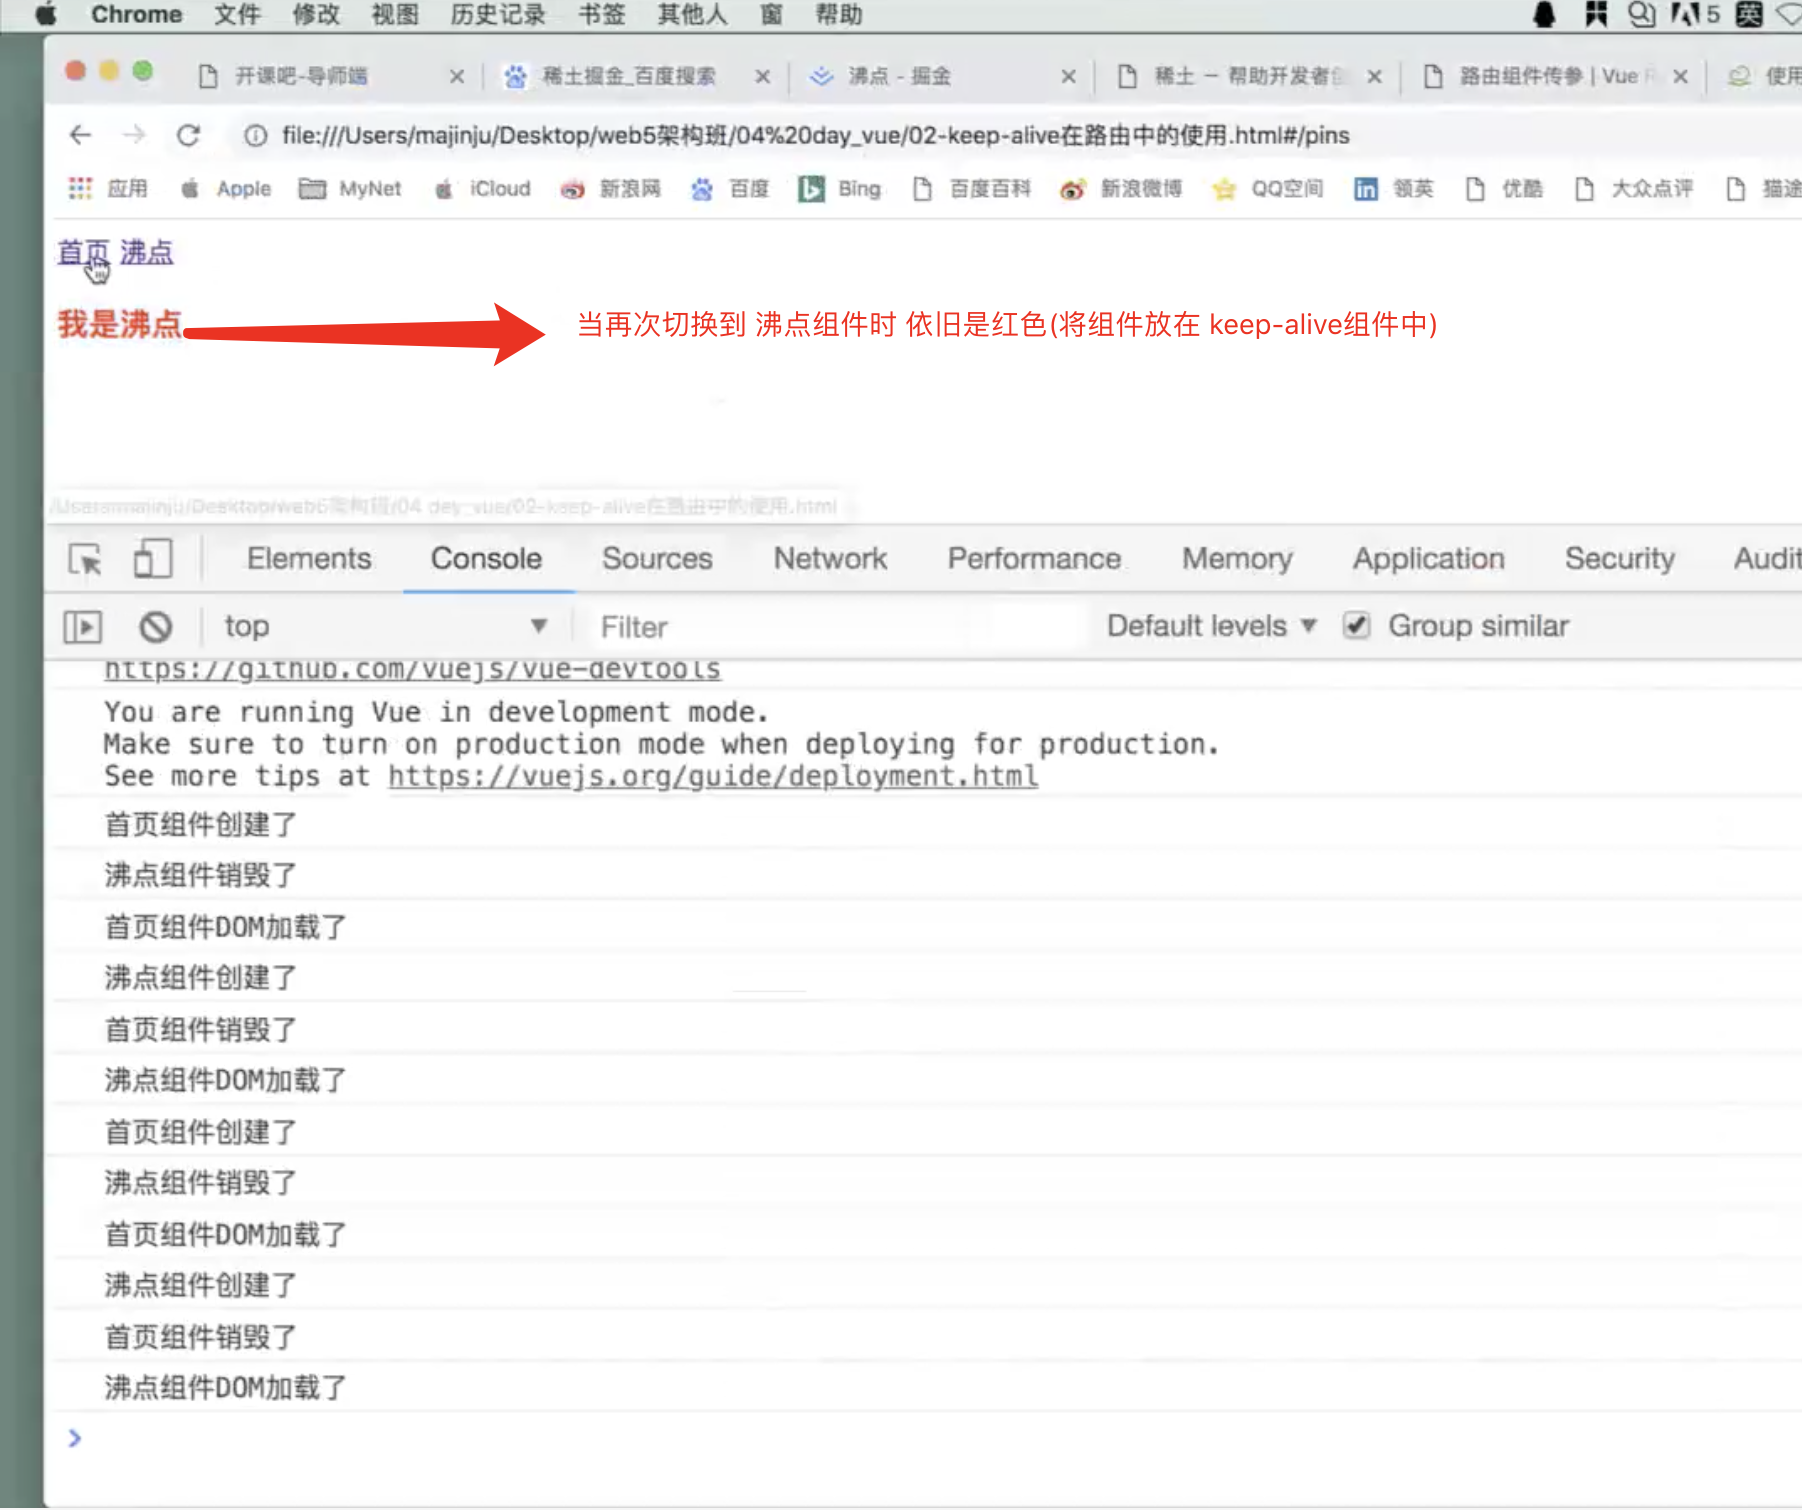 Chrome 文件 修改 视图 历史记录 书签 其他人 窗 帮助 5 英
开课吧-导师端 稀土掘金_百度搜索 沸点 - 掘金 稀土 — 帮助开发者 路由组件传参 | Vue R 使用
file:///Users/majinju/Desktop/web5架构班/04%20day_vue/02-keep-alive在路由中的使用.html#/pins
应用 Apple MyNet iCloud 新浪网 百度 Bing 百度百科 新浪微博 QQ空间 领英 优酷 大众点评 猫途
首页 沸点
我是沸点 当再次切换到 沸点组件时 依旧是红色(将组件放在 keep-alive组件中)
/Users/majinju/Desktop/web5架构班/04 day_vue/02-keep-alive在路由中的使用.html
Elements Console Sources Network Performance Memory Application Security Audit
top Filter Default levels Group similar
https://github.com/vuejs/vue-devtools
You are running Vue in development mode.
Make sure to turn on production mode when deploying for production.
See more tips at https://vuejs.org/guide/deployment.html
首页组件创建了
沸点组件销毁了
首页组件DOM加载了
沸点组件创建了
首页组件销毁了
沸点组件DOM加载了
首页组件创建了
沸点组件销毁了
首页组件DOM加载了
沸点组件创建了
首页组件销毁了
沸点组件DOM加载了